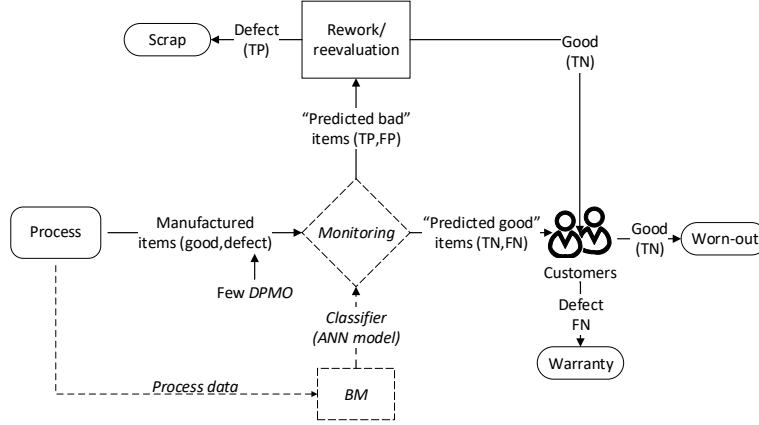 Scrap
Defect
(TP)
Rework/
reevaluation
Good
(TN)
“Predicted bad”
items (TP,FP)
Process
Manufactured
items (good,defect)
Monitoring
“Predicted good”
items (TN,FN)
Customers
Good
(TN)
Worn-out
Few DPMO
Classifier
(ANN model)
Defect
FN
Warranty
Process data
BM